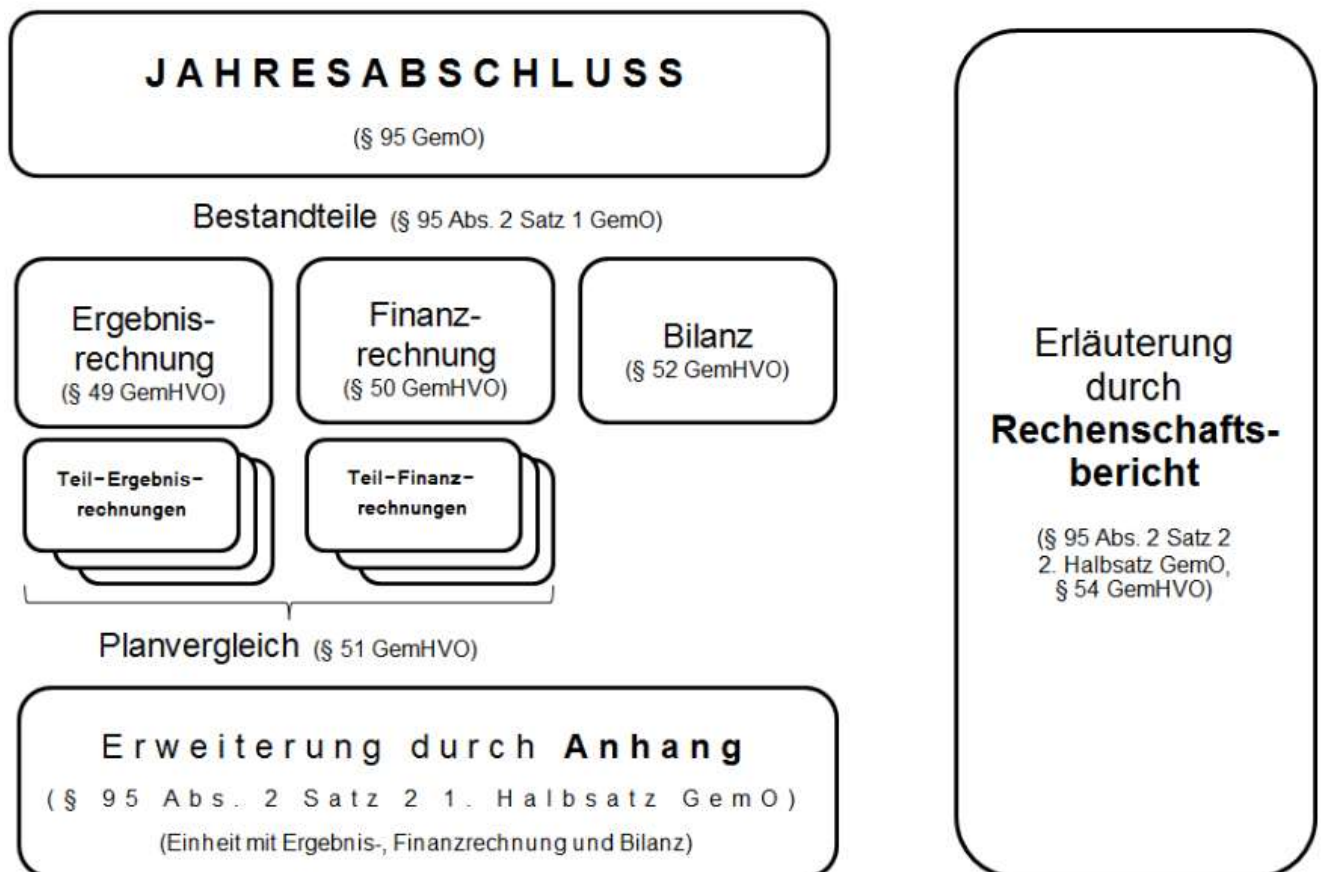 JAHRESABSCHLUSS
(§ 95 GemO)
Bestandteile (§ 95 Abs. 2 Satz 1 GemO)
Ergebnis-
rechnung
(§ 49 GemHVO)
Finanz-
rechnung
(§ 50 GemHVO)
Bilanz
(§ 52 GemHVO)
Teil-Ergebnis-
rechnungen
Teil-Finanz-
rechnungen
Planvergleich (§ 51 GemHVO)
Erweiterung durch Anhang
(§ 95 Abs. 2 Satz 2 1. Halbsatz GemO)
(Einheit mit Ergebnis-, Finanzrechnung und Bilanz)
Erläuterung
durch
Rechenschafts-
bericht
(§ 95 Abs. 2 Satz 2
2. Halbsatz GemO,
§ 54 GemHVO)